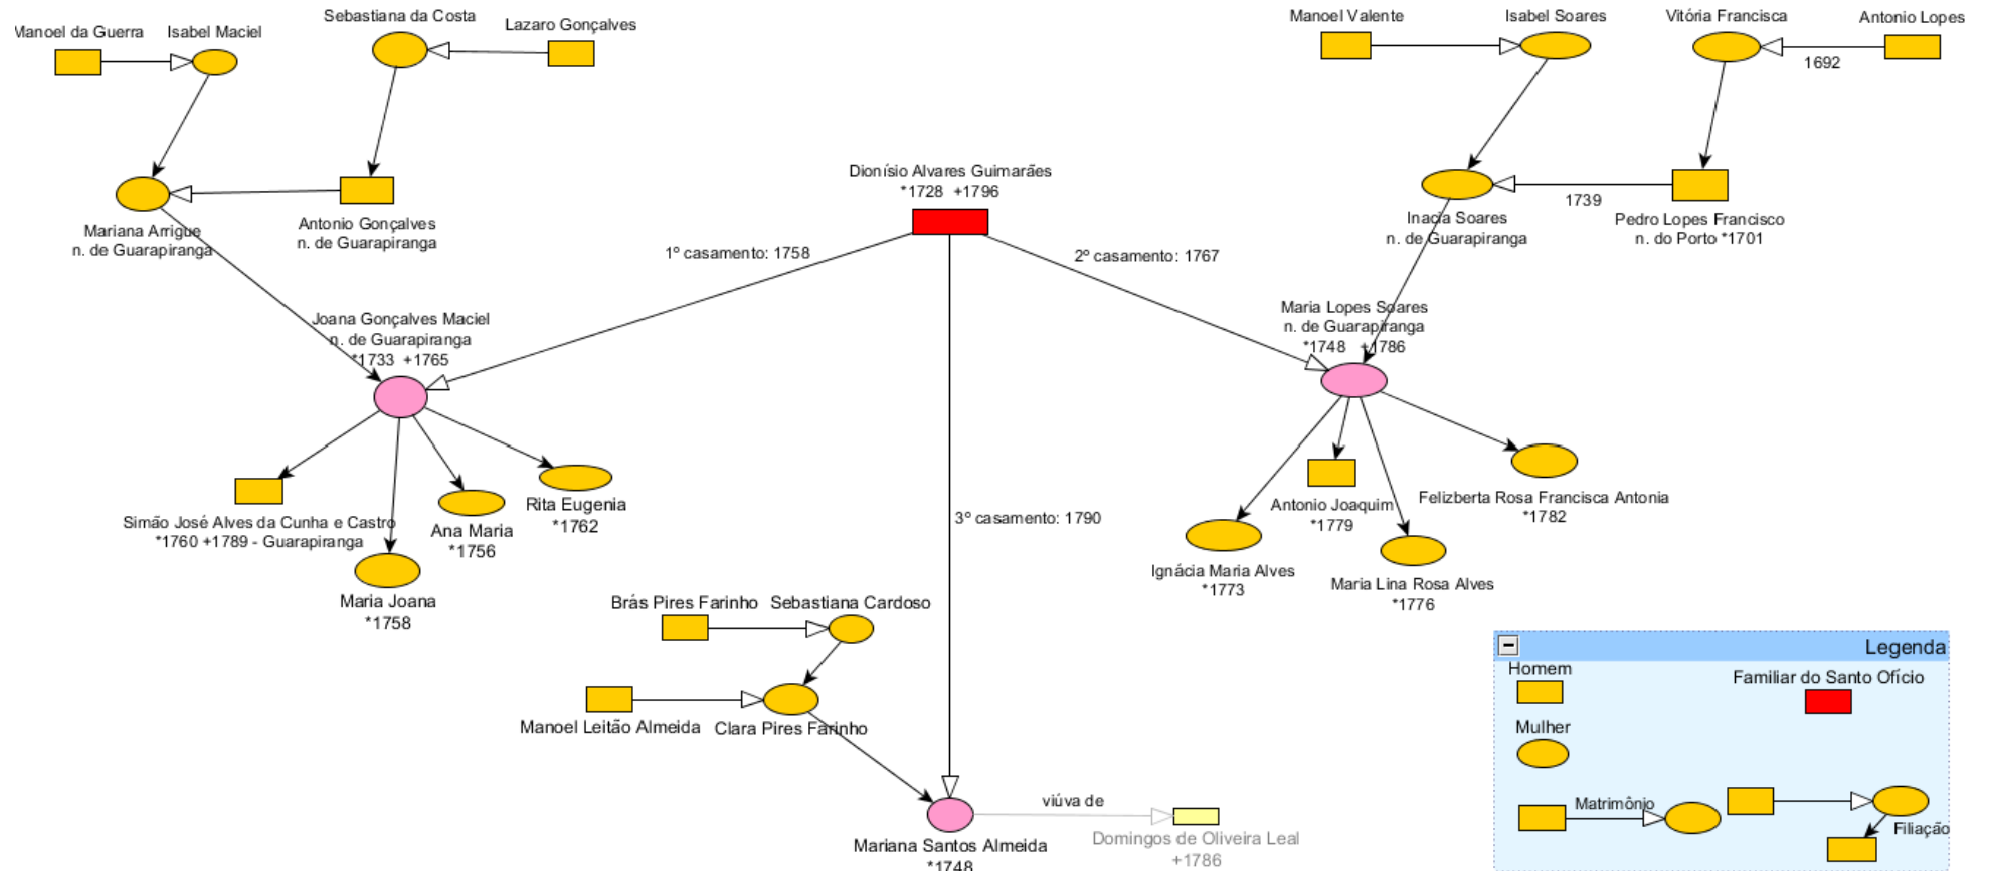 Manoel da Guerra
Isabel Maciel
Sebastiana da Costa
Lazaro Gonçalves
Manoel Valente
Isabel Soares
Vitória Francisca
Antonio Lopes
1692
Mariana Arrigue
n. de Guarapiranga
Antonio Gonçalves
n. de Guarapiranga
Dionísio Alvares Guimarães
*1728 +1796
1739
Inacia Soares
n. de Guarapiranga
Pedro Lopes Francisco
n. do Porto *1701
1º casamento: 1758
2º casamento: 1767
Joana Gonçalves Maciel
n. de Guarapiranga
*1733 +1765
Maria Lopes Soares
n. de Guarapiranga
*1748 +1786
Simão José Alves da Cunha e Castro
*1760 +1789 - Guarapiranga
Maria Joana
*1758
Ana Maria
*1756
Rita Eugenia
*1762
3º casamento: 1790
Ignácia Maria Alves
*1773
Antonio Joaquim
*1779
Maria Lina Rosa Alves
*1776
Felizberta Rosa Francisca Antonia
*1782
Brás Pires Farinho
Sebastiana Cardoso
Manoel Leitão Almeida
Clara Pires Farinho
viúva de
Mariana Santos Almeida
*1748
Domingos de Oliveira Leal
+1786
Legenda
Homem
Familiar do Santo Ofício
Mulher
Matrimônio
Filiação